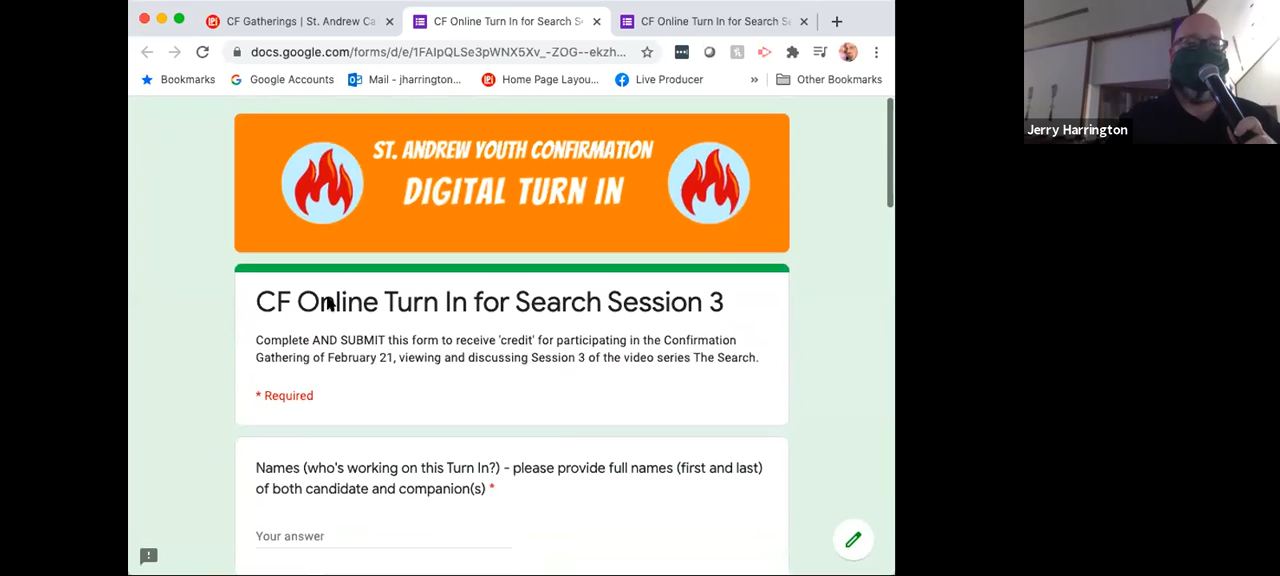 CF Gatherings | St. Andrew Ca
CF Online Turn In for Search S
CF Online Turn In for Search Se
docs.google.com/forms/d/e/1FAIpQLSe3pWNX5Xv_-ZOG--ekzh...
Bookmarks
Google Accounts
Mail - jharrington...
Home Page Layou...
Live Producer
»
Other Bookmarks
ST. ANDREW YOUTH CONFIRMATION
DIGITAL TURN IN
CF Online Turn In for Search Session 3
Complete AND SUBMIT this form to receive 'credit' for participating in the Confirmation
Gathering of February 21, viewing and discussing Session 3 of the video series The Search.
* Required
Names (who's working on this Turn In?) - please provide full names (first and last)
of both candidate and companion(s) *
Your answer
Jerry Harrington